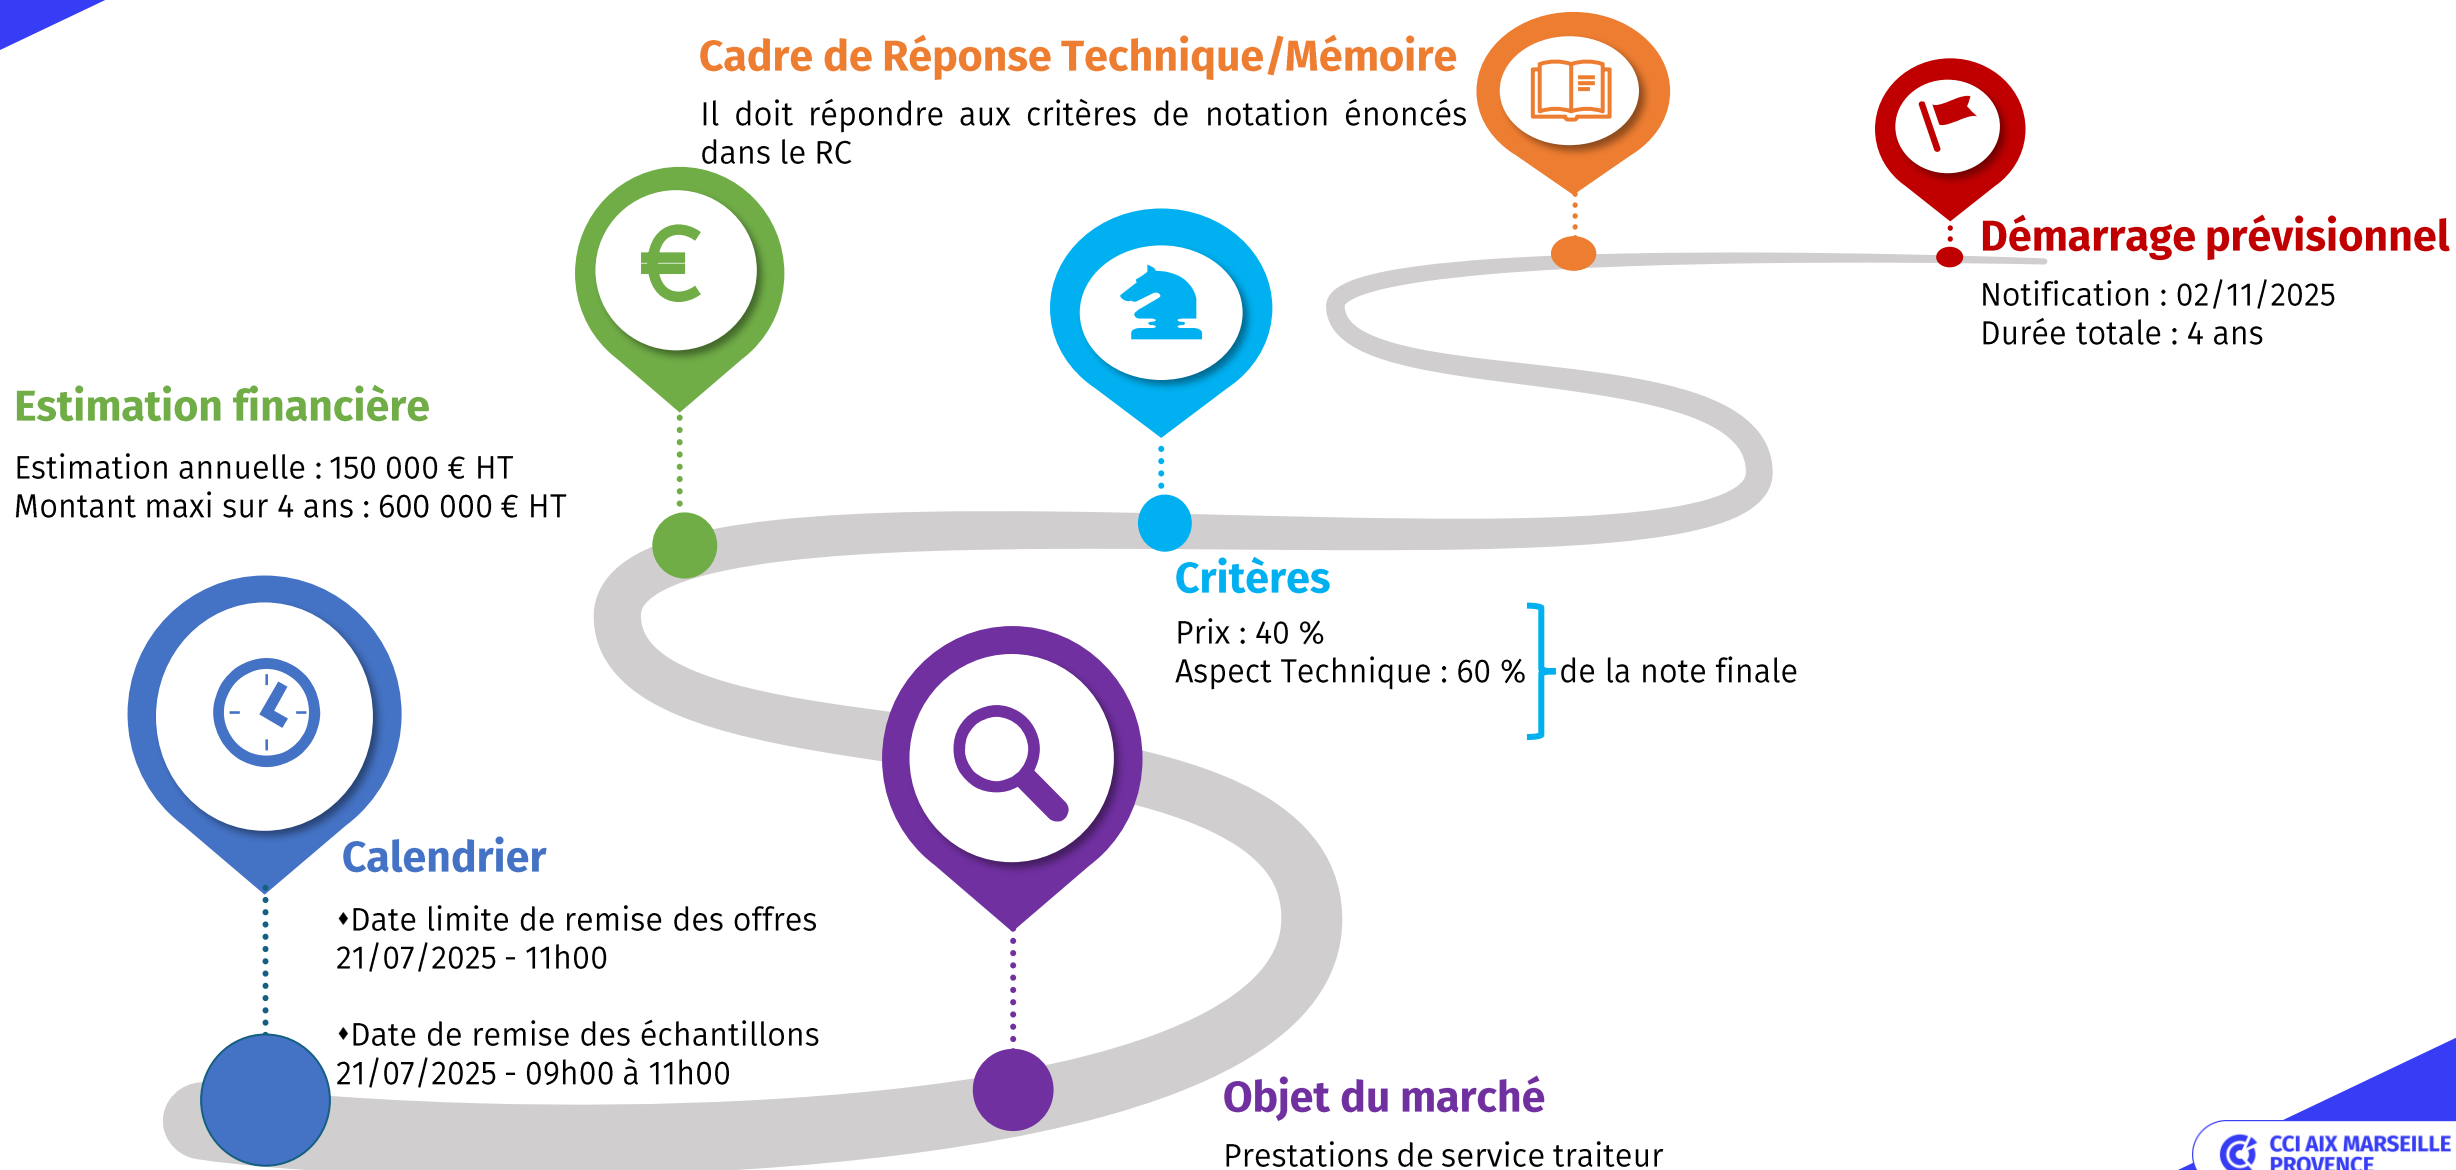 Cadre de Réponse Technique/Mémoire
Il doit répondre aux critères de notation énoncés
dans le RC
Démarrage prévisionnel
Notification : 02/11/2025
Durée totale : 4 ans
Estimation financière
Estimation annuelle : 150 000 € HT
Montant maxi sur 4 ans : 600 000 € HT
Critères
Prix : 40 %
Aspect Technique : 60 % de la note finale
Calendrier
⬧Date limite de remise des offres
21/07/2025 - 11h00
⬧Date de remise des échantillons
21/07/2025 - 09h00 à 11h00
Objet du marché
Prestations de service traiteur
CCI AIX MARSEILLE
PROVENCE